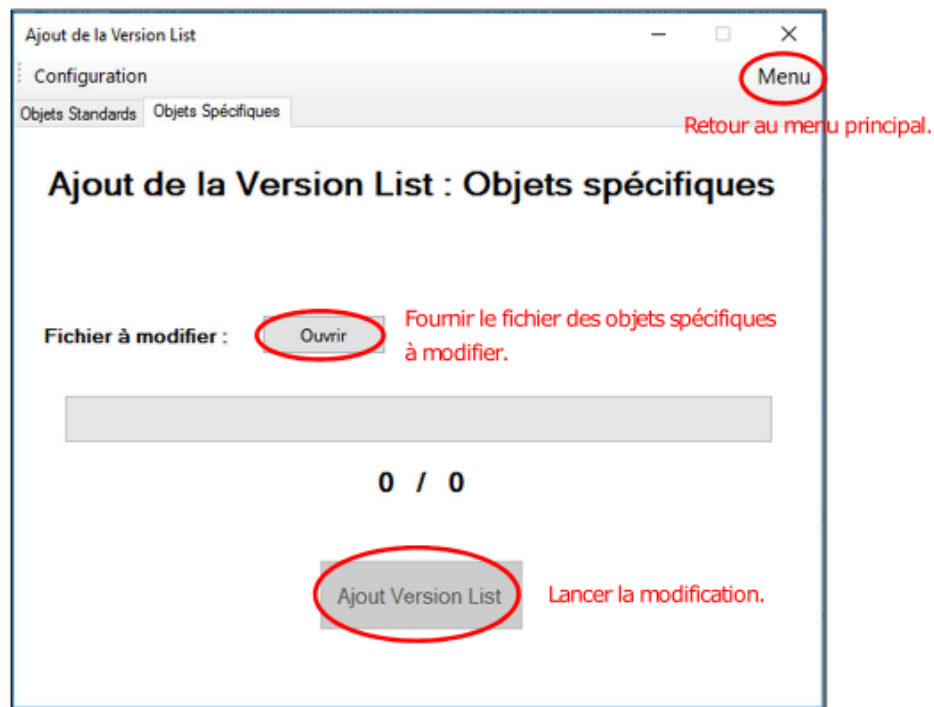 Ajout de la Version List
Configuration
Menu
Objets Standards Objets Spécifiques
Retour au menu principal.
Ajout de la Version List : Objets spécifiques
Fichier à modifier :
Ouvrir
Fournir le fichier des objets spécifiques
à modifier.
0 / 0
Ajout Version List
Lancer la modification.